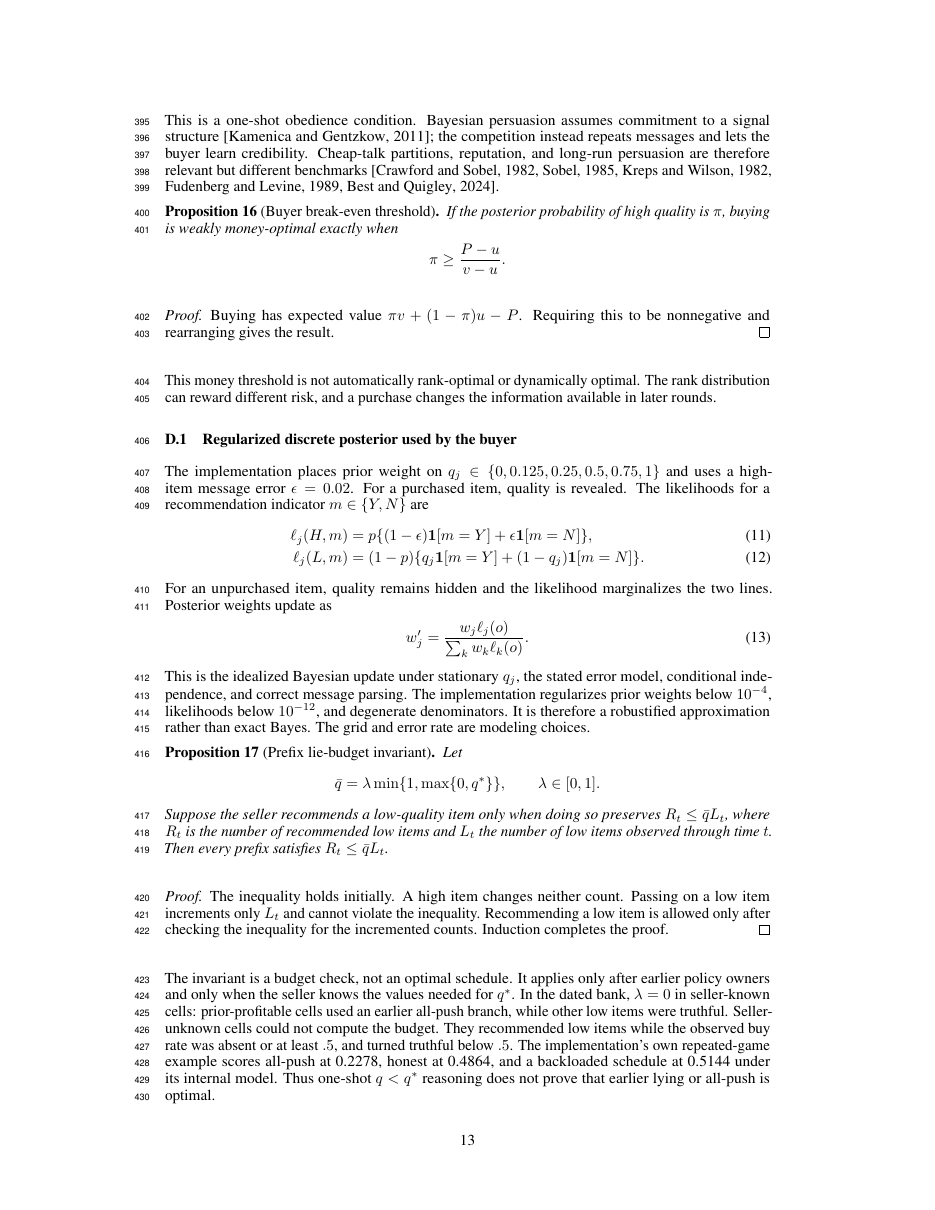 395 This is a one-shot obedience condition. Bayesian persuasion assumes commitment to a signal
396 structure [Kamenica and Gentzkow, 2011]; the competition instead repeats messages and lets the
397 buyer learn credibility. Cheap-talk partitions, reputation, and long-run persuasion are therefore
398 relevant but different benchmarks [Crawford and Sobel, 1982, Sobel, 1985, Kreps and Wilson, 1982,
399 Fudenberg and Levine, 1989, Best and Quigley, 2024].
400 Proposition 16 (Buyer break-even threshold). If the posterior probability of high quality is π, buying
401 is weakly money-optimal exactly when
π ≥ (P − u) / (v − u).
402 Proof. Buying has expected value πv + (1 − π)u − P. Requiring this to be nonnegative and
403 rearranging gives the result. □
404 This money threshold is not automatically rank-optimal or dynamically optimal. The rank distribution
405 can reward different risk, and a purchase changes the information available in later rounds.
406 D.1 Regularized discrete posterior used by the buyer
407 The implementation places prior weight on qj ∈ {0, 0.125, 0.25, 0.5, 0.75, 1} and uses a high-
408 item message error ϵ = 0.02. For a purchased item, quality is revealed. The likelihoods for a
409 recommendation indicator m ∈ {Y, N} are
ℓj(H, m) = p{(1 − ϵ)1[m = Y] + ϵ1[m = N]}, (11)
ℓj(L, m) = (1 − p){qj1[m = Y] + (1 − qj)1[m = N]}. (12)
410 For an unpurchased item, quality remains hidden and the likelihood marginalizes the two lines.
411 Posterior weights update as
w′j = wjℓj(o) / ∑k wkℓk(o). (13)
412 This is the idealized Bayesian update under stationary qj, the stated error model, conditional inde-
413 pendence, and correct message parsing. The implementation regularizes prior weights below 10⁻⁴,
414 likelihoods below 10⁻¹², and degenerate denominators. It is therefore a robustified approximation
415 rather than exact Bayes. The grid and error rate are modeling choices.
416 Proposition 17 (Prefix lie-budget invariant). Let
q̄ = λ min{1, max{0, q*}}, λ ∈ [0, 1].
417 Suppose the seller recommends a low-quality item only when doing so preserves Rt ≤ q̄Lt, where
418 Rt is the number of recommended low items and Lt the number of low items observed through time t.
419 Then every prefix satisfies Rt ≤ q̄Lt.
420 Proof. The inequality holds initially. A high item changes neither count. Passing on a low item
421 increments only Lt and cannot violate the inequality. Recommending a low item is allowed only after
422 checking the inequality for the incremented counts. Induction completes the proof. □
423 The invariant is a budget check, not an optimal schedule. It applies only after earlier policy owners
424 and only when the seller knows the values needed for q*. In the dated bank, λ = 0 in seller-known
425 cells: prior-profitable cells used an earlier all-push branch, while other low items were truthful. Seller-
426 unknown cells could not compute the budget. They recommended low items while the observed buy
427 rate was absent or at least .5, and turned truthful below .5. The implementation's own repeated-game
428 example scores all-push at 0.2278, honest at 0.4864, and a backloaded schedule at 0.5144 under
429 its internal model. Thus one-shot q < q* reasoning does not prove that earlier lying or all-push is
430 optimal.
13